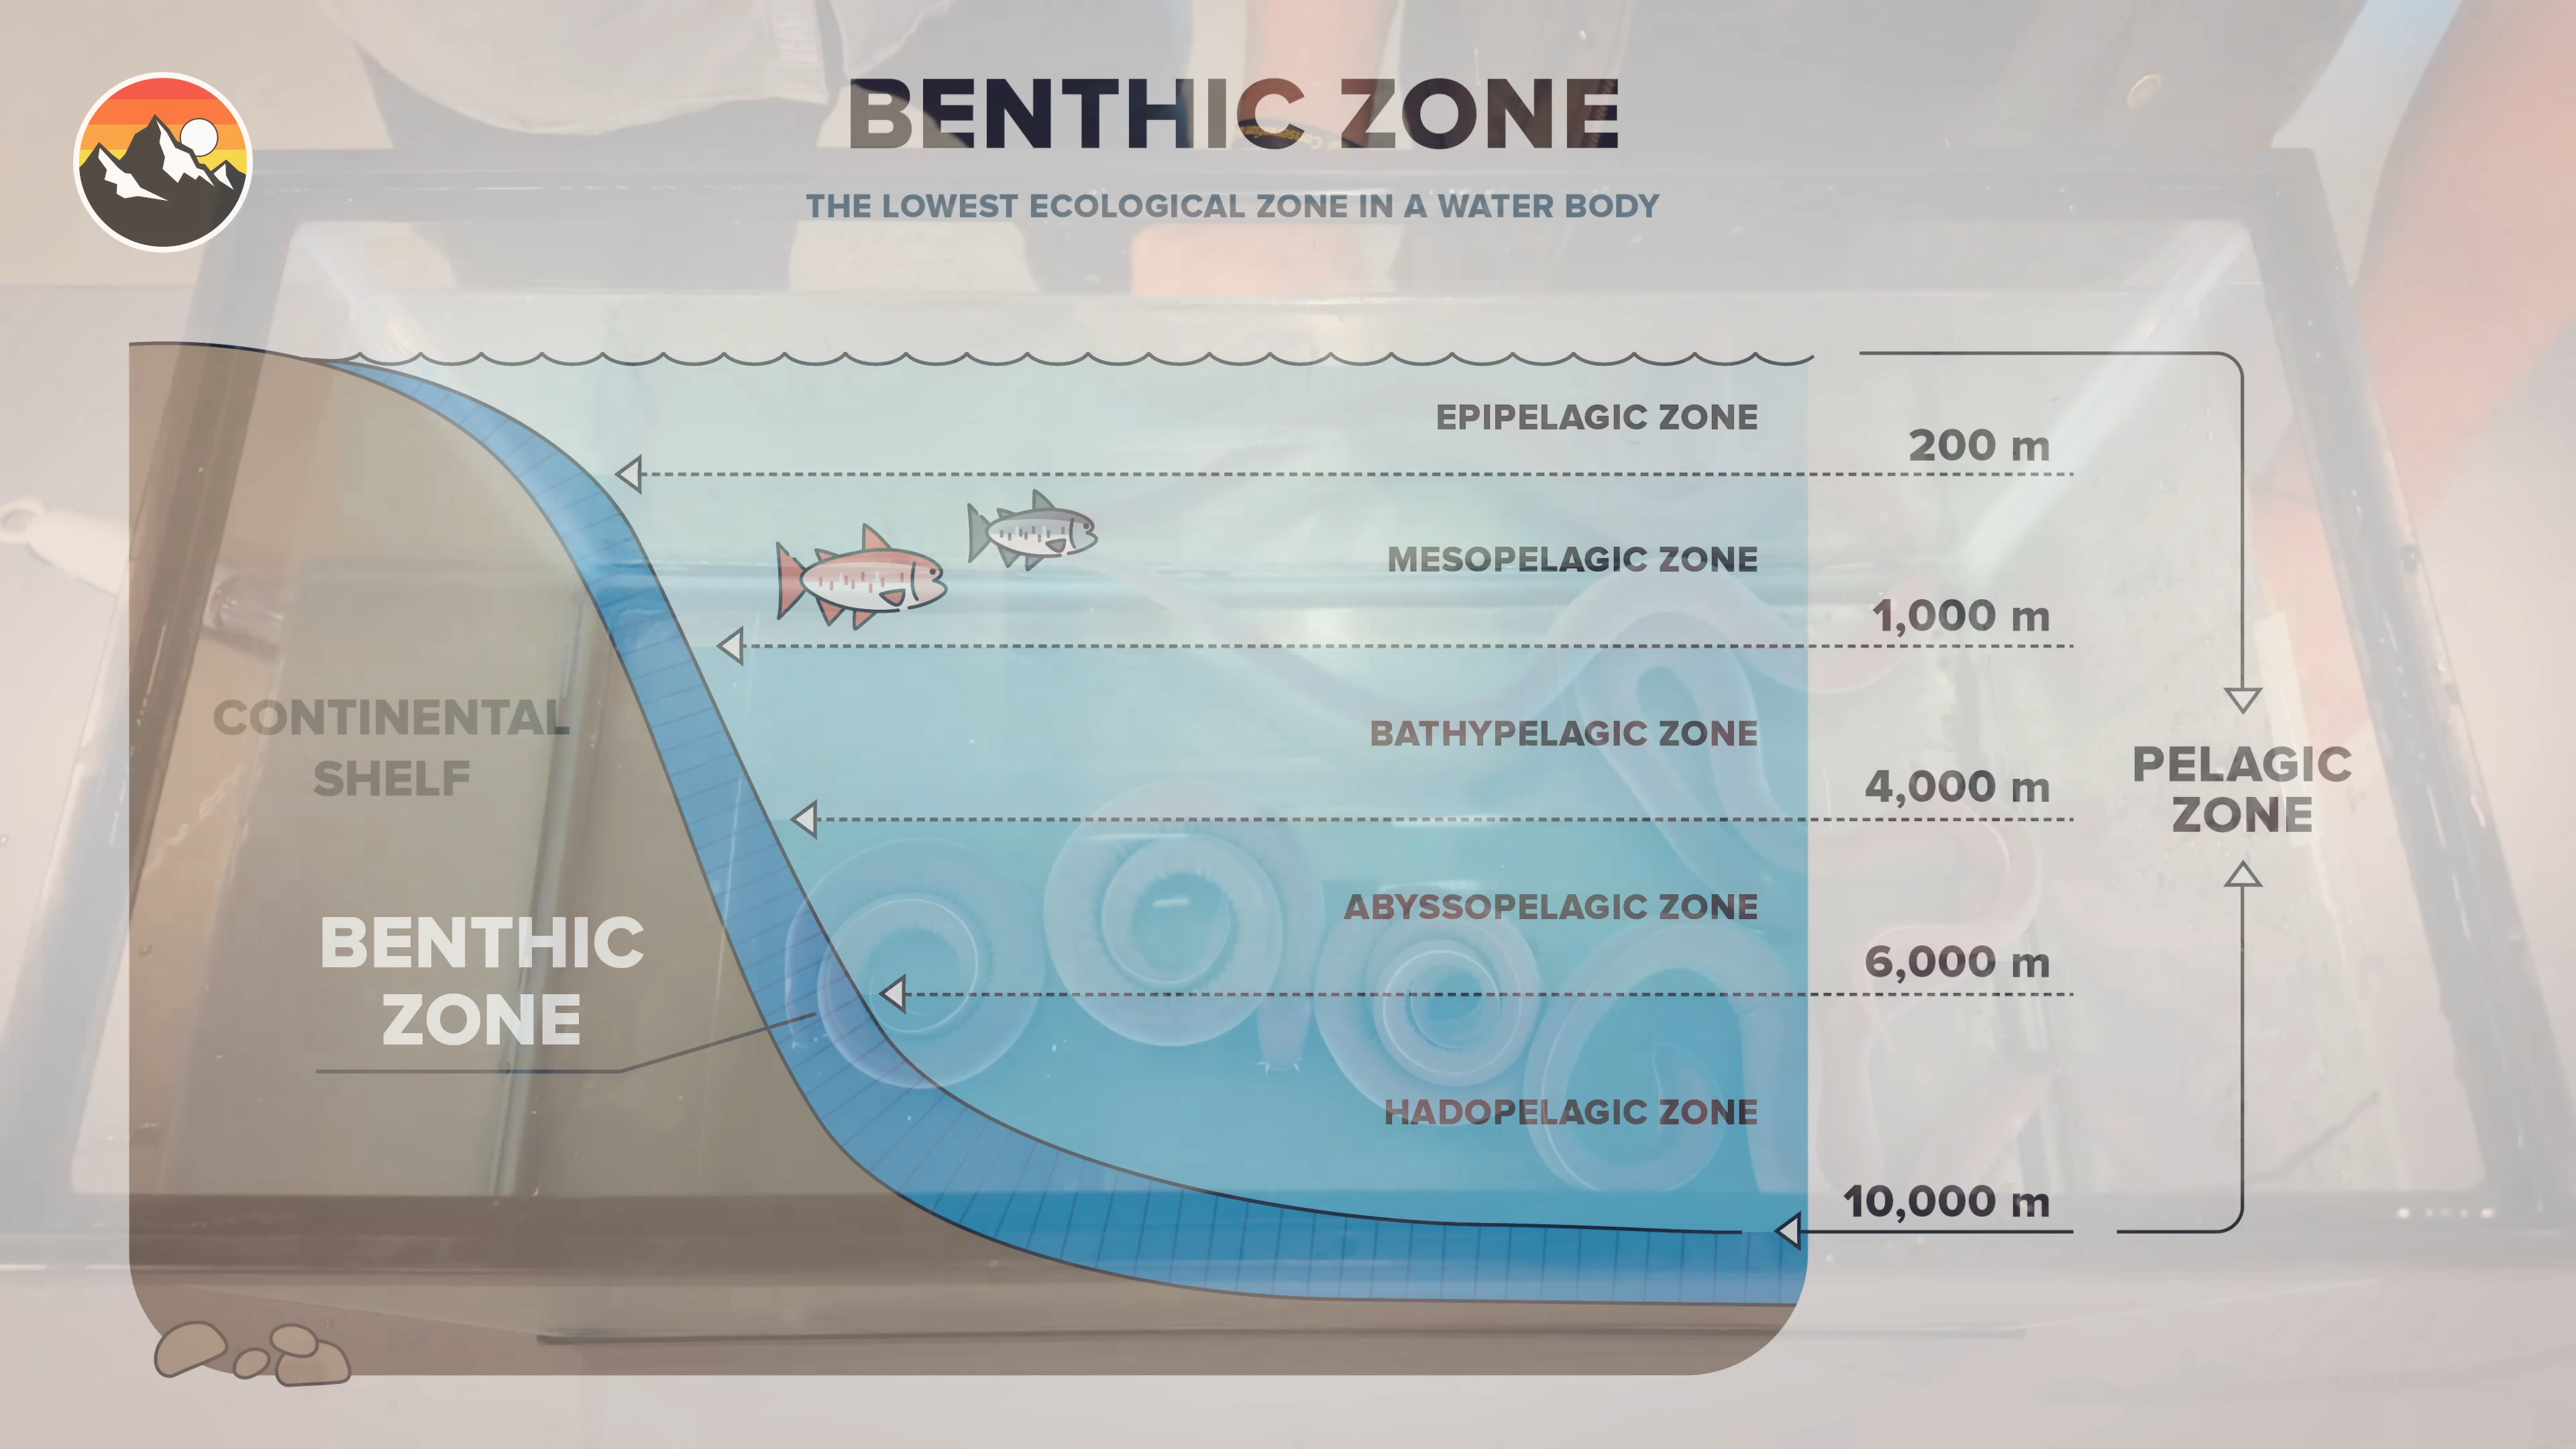 BENTHIC ZONE
THE LOWEST ECOLOGICAL ZONE IN A WATER BODY
EPIPELAGIC ZONE
200 m
MESOPELAGIC ZONE
1,000 m
BATHYPELAGIC ZONE
4,000 m
ABYSSOPELAGIC ZONE
6,000 m
HADOPELAGIC ZONE
10,000 m
PELAGIC
ZONE
CONTINENTAL
SHELF
BENTHIC
ZONE